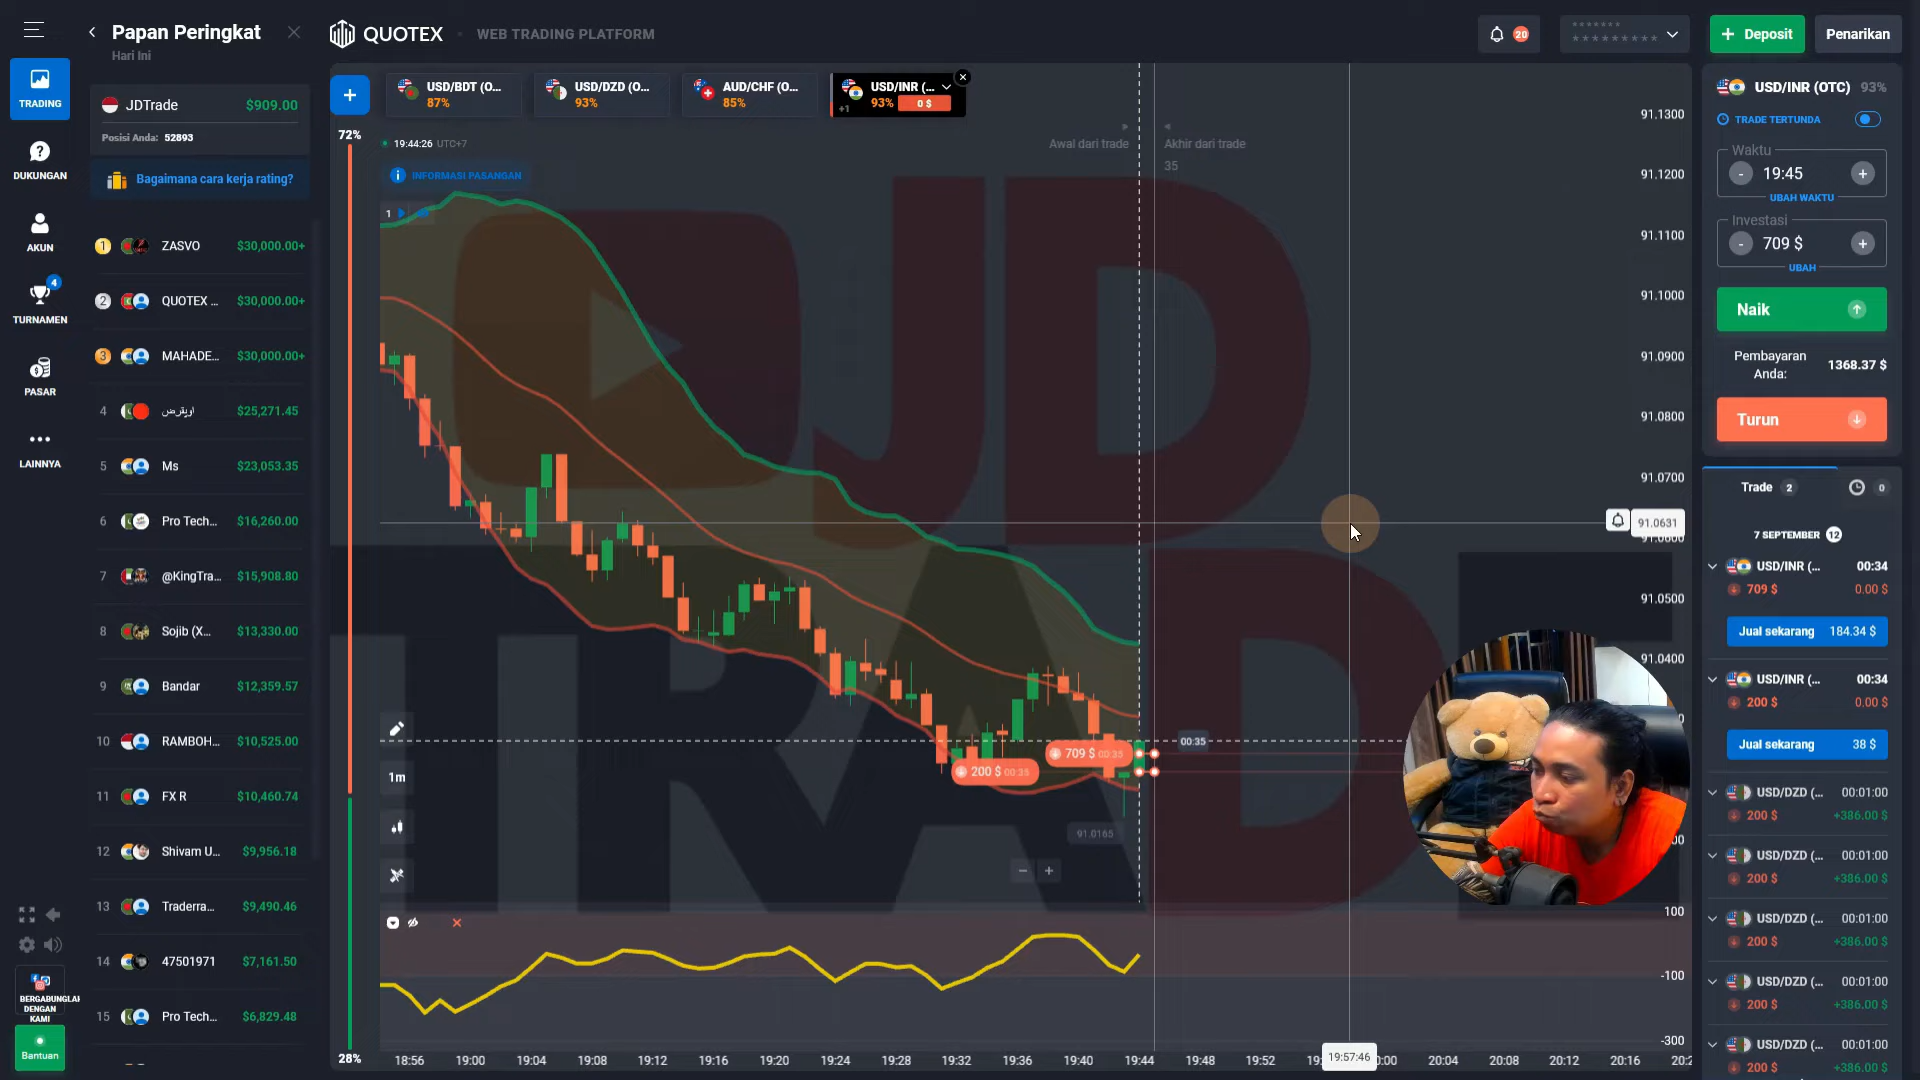 Papan Peringkat
Hari Ini
QUOTEX
WEB TRADING PLATFORM
20
******* *********
Deposit
Penarikan
TRADING
DUKUNGAN
AKUN
4
TURNAMEN
PASAR
LAINNYA
BERGABUNGLAH
DENGAN
KAMI
Bantuan
JDTrade $909.00
Posisi Anda: 52893
Bagaimana cara kerja rating?
1 ZASVO $30,000.00+
2 QUOTEX ... $30,000.00+
3 MAHADE... $30,000.00+
4 $25,271.45
5 Ms $23,053.35
6 Pro Tech... $16,260.00
7 @KingTra... $15,908.80
8 Sojib (X... $13,330.00
9 Bandar $12,359.57
10 RAMBOH... $10,525.00
11 FX R $10,460.74
12 Shivam U... $9,956.18
13 Traderra... $9,490.46
14 47501971 $7,161.50
15 Pro Tech... $6,829.48
USD/BDT (O...
87%
USD/DZD (O...
93%
AUD/CHF (O...
85%
USD/INR (...
+1 93% 0 $
72%
19:44:26 UTC+7
INFORMASI PASANGAN
1
Awal dari trade
Akhir dari trade
35
JD
TRADE
91.1300
91.1200
91.1100
91.1000
91.0900
91.0800
91.0700
91.0631
91.0600
91.0500
91.0400
00:35
709 $ 00:35
200 $ 00:35
91.0165
1m
100
-100
-300
28%
18:56 19:00 19:04 19:08 19:12 19:16 19:20 19:24 19:28 19:32 19:36 19:40 19:44 19:48 19:52 19:57:46 20:04 20:08 20:12 20:16
USD/INR (OTC) 93%
TRADE TERTUNDA
Waktu
- 19:45 +
UBAH WAKTU
Investasi
- 709 $ +
UBAH
Naik
Pembayaran
Anda: 1368.37 $
Turun
Trade 2 0
7 SEPTEMBER 12
USD/INR (... 00:34
709 $ 0.00 $
Jual sekarang 184.34 $
USD/INR (... 00:34
200 $ 0.00 $
Jual sekarang 38 $
USD/DZD (... 00:01:00
200 $ +386.00 $
USD/DZD (... 00:01:00
200 $ +386.00 $
USD/DZD (... 00:01:00
200 $ +386.00 $
USD/DZD (... 00:01:00
200 $ +386.00 $
USD/DZD (... 00:01:00
200 $ +386.00 $